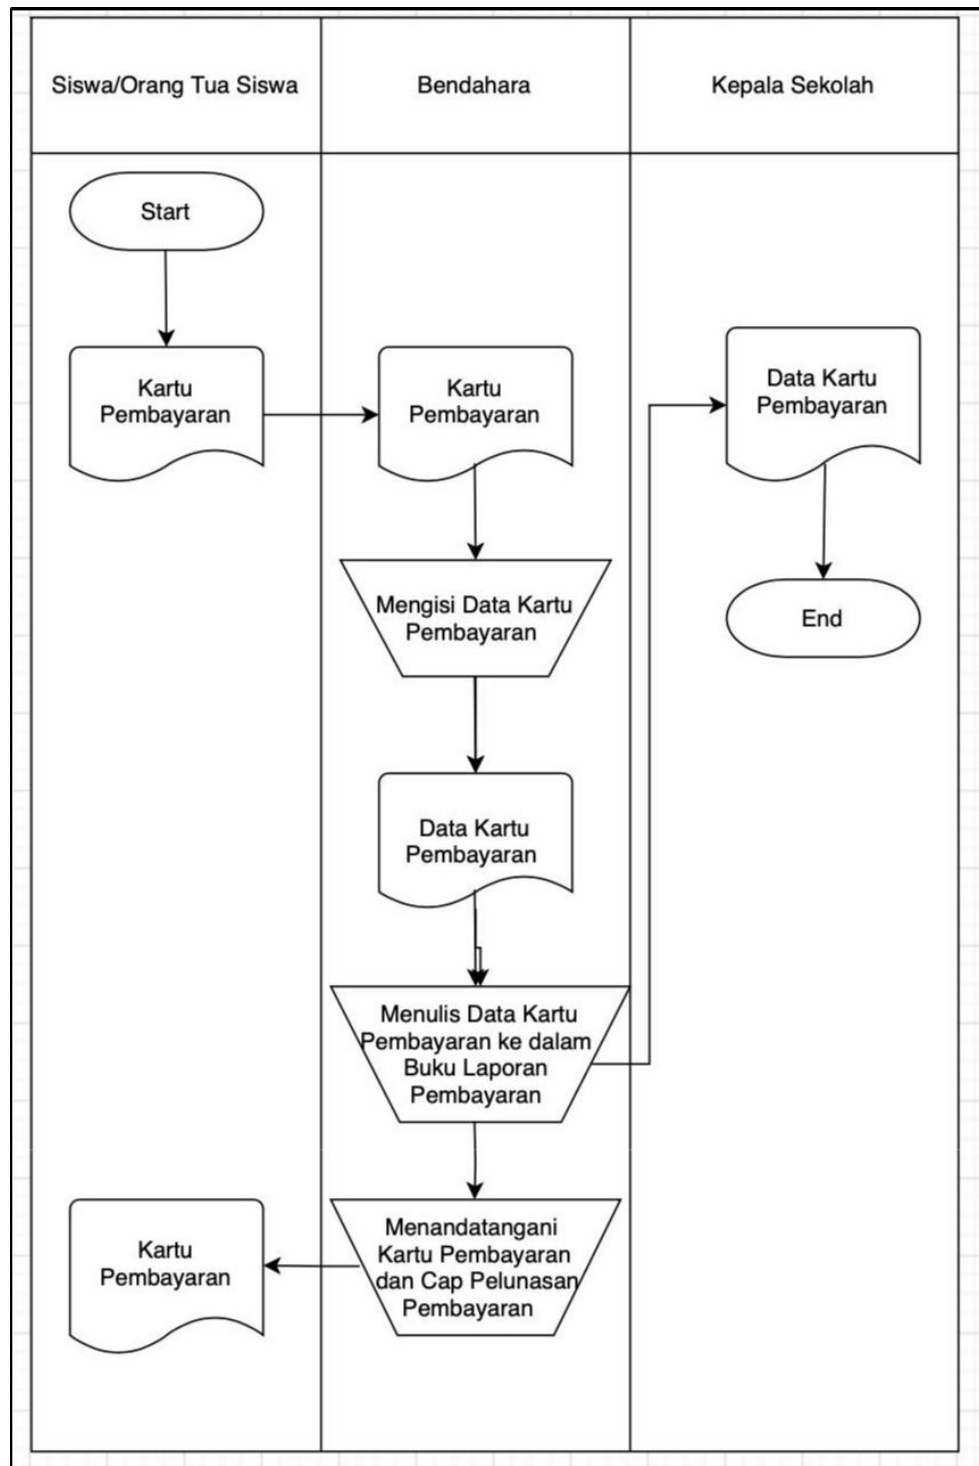 Siswa/Orang Tua Siswa
Bendahara
Kepala Sekolah
Start
Kartu
Pembayaran
Kartu
Pembayaran
Data Kartu
Pembayaran
Mengisi Data Kartu
Pembayaran
End
Data Kartu
Pembayaran
Menulis Data Kartu
Pembayaran ke dalam
Buku Laporan
Pembayaran
Kartu
Pembayaran
Menandatangani
Kartu Pembayaran
dan Cap Pelunasan
Pembayaran